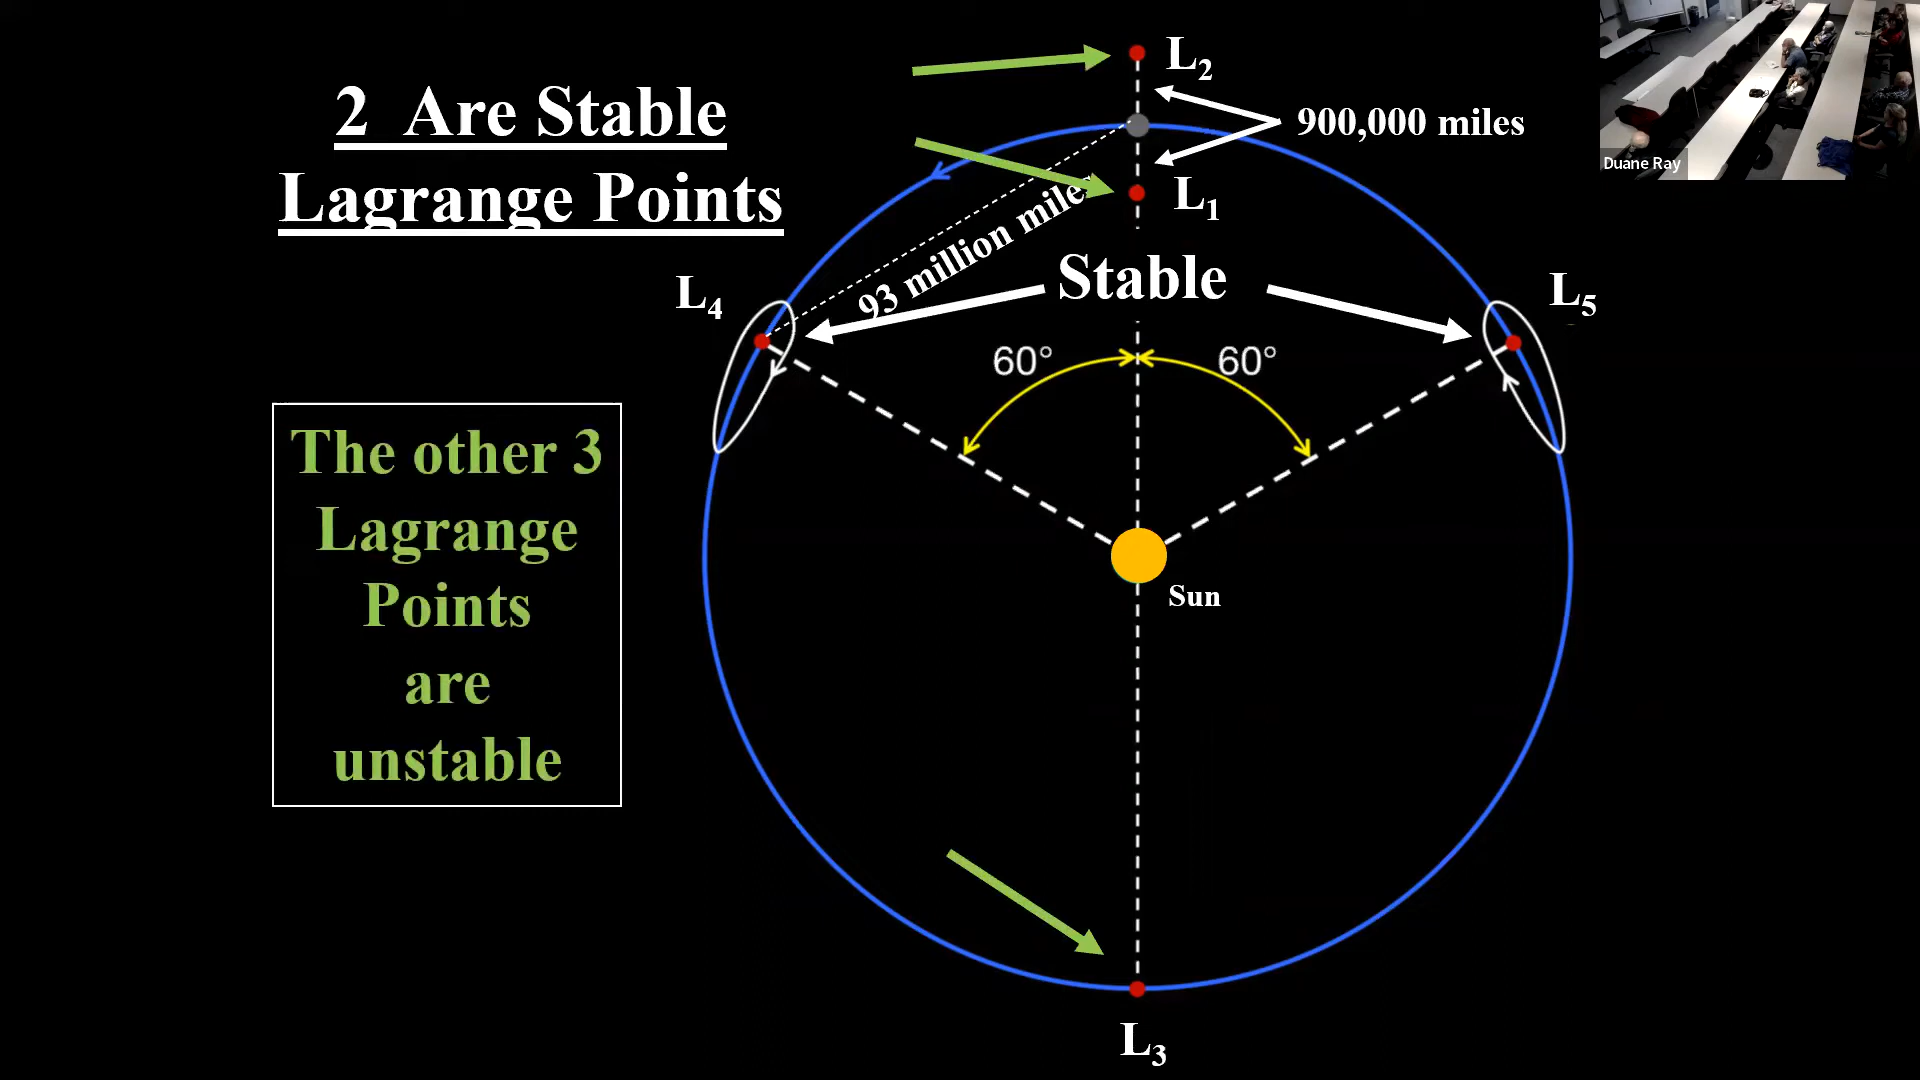 2 Are Stable
Lagrange Points
L2
900,000 miles
L1
93 million miles
Stable
L4
L5
60°
60°
The other 3
Lagrange
Points
are
unstable
Sun
L3
Duane Ray